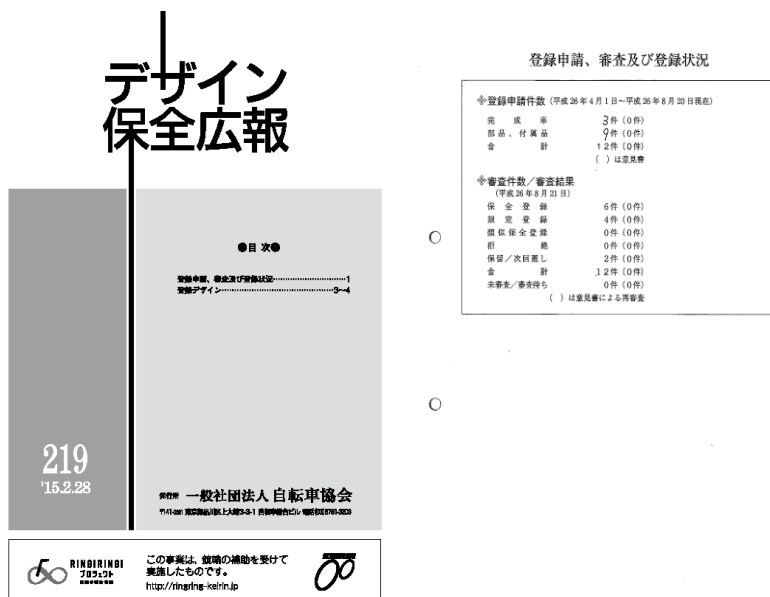 デザイン
保全広報
●目 次●
登録申請、審査及び登録状況……………………1
登録デザイン……………………………3〜4
219
'15.2.28
発行所 一般社団法人 自転車協会
RINGIRINGI
プロジェクト
この事業は、競輪の補助を受けて
実施したものです。
http://ringring-keirin.jp
登録申請、審査及び登録状況
登録申請件数 (平成26年4月1日〜平成26年8月20日現在)
完成車 3件(0件)
部品、付属品 9件(0件)
合計 12件(0件)
( )は意見書
審査件数/審査結果
(平成26年8月21日)
保全登録 6件(0件)
限定登録 4件(0件)
類似保全登録 0件(0件)
拒絶 0件(0件)
保留/次回廻し 2件(0件)
合計 12件(0件)
未審査/審査待ち 0件(0件)
( )は意見書による再審査